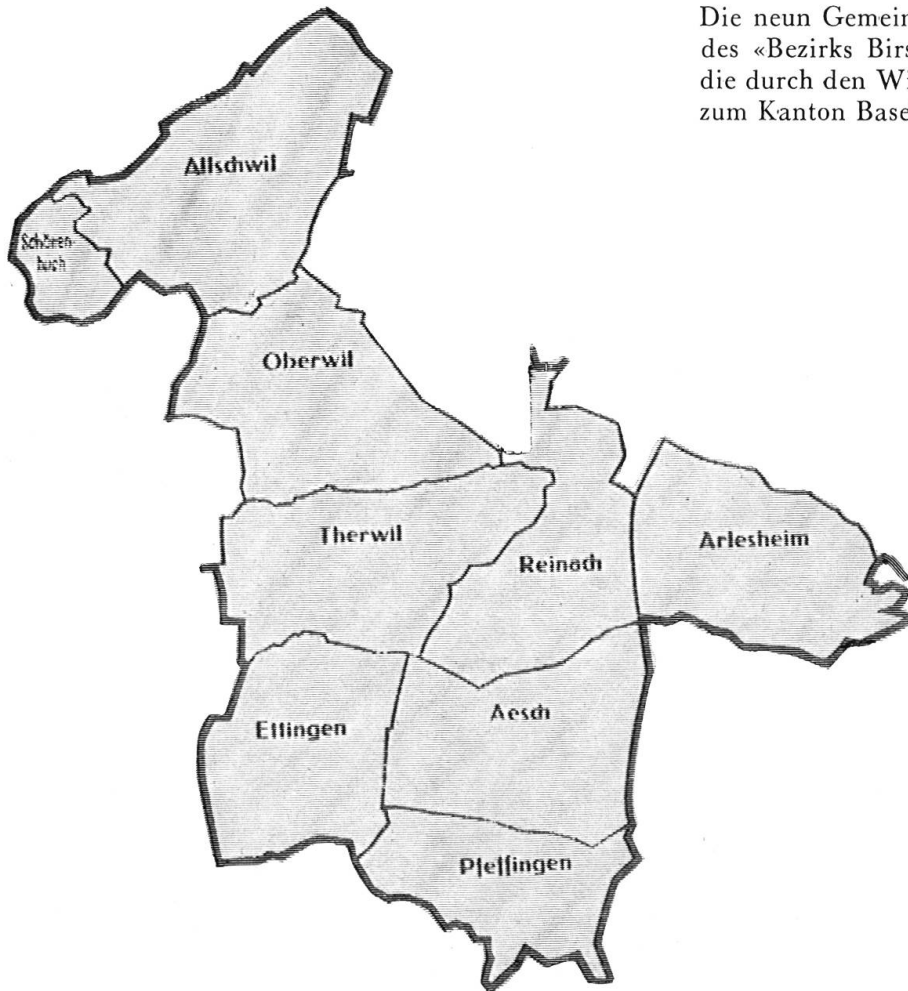 Die neun Gemein
des «Bezirks Birs
die durch den Wi
zum Kanton Base
Allschwil
Schönen-
buch
Oberwil
Therwil
Reinach
Arlesheim
Ettingen
Aesch
Pfeffingen